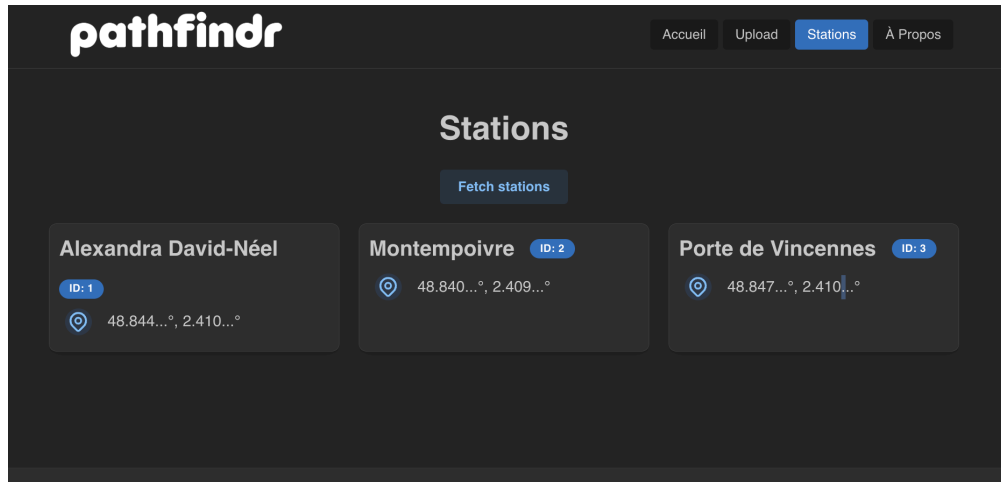 pathfindr
Accueil Upload Stations À Propos
Stations
Fetch stations
Alexandra David-Néel
ID: 1
48.844...°, 2.410...°
Montempoivre ID: 2
48.840...°, 2.409...°
Porte de Vincennes ID: 3
48.847...°, 2.410...°